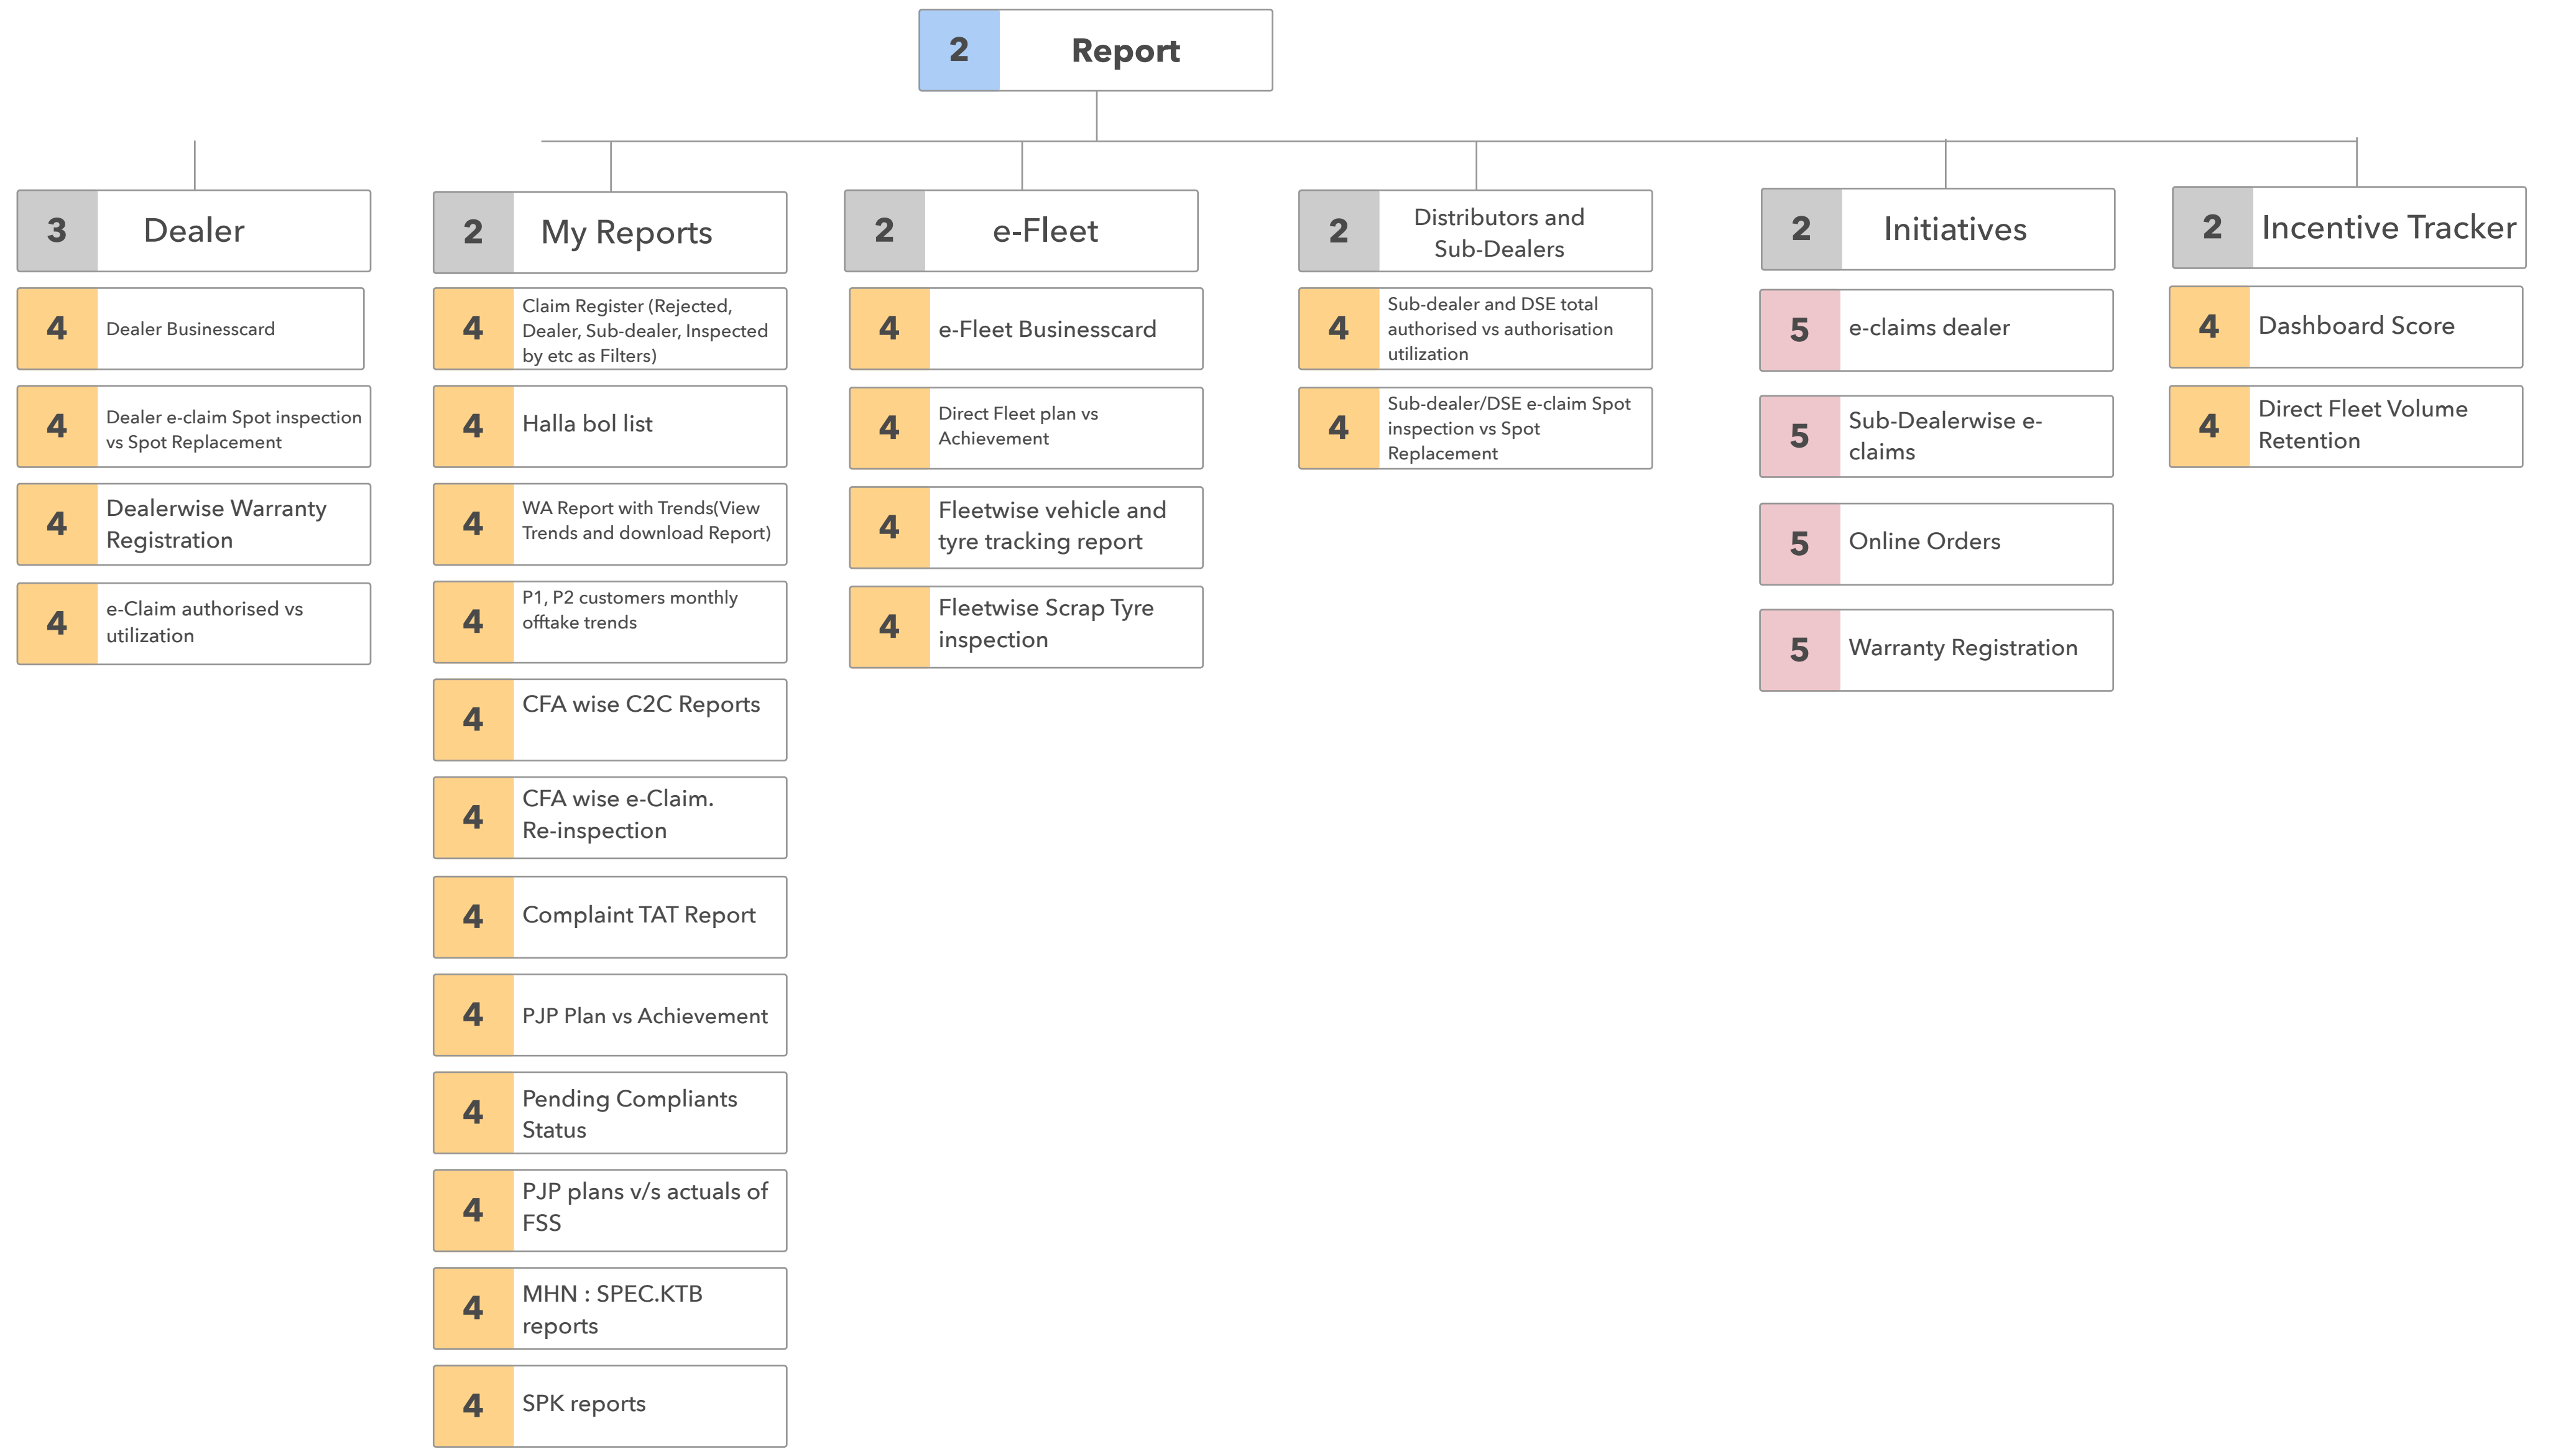 2
Report
3
Dealer
4
Dealer Businesscard
4
Dealer e-claim Spot inspection
vs Spot Replacement
4
Dealerwise Warranty
Registration
4
e-Claim authorised vs
utilization
2
My Reports
4
Claim Register (Rejected,
Dealer, Sub-dealer, Inspected
by etc as Filters)
4
Halla bol list
4
WA Report with Trends(View
Trends and download Report)
4
P1, P2 customers monthly
offtake trends
4
CFA wise C2C Reports
4
CFA wise e-Claim.
Re-inspection
4
Complaint TAT Report
4
PJP Plan vs Achievement
4
Pending Compliants
Status
4
PJP plans v/s actuals of
FSS
4
MHN : SPEC.KTB
reports
4
SPK reports
2
e-Fleet
4
e-Fleet Businesscard
4
Direct Fleet plan vs
Achievement
4
Fleetwise vehicle and
tyre tracking report
4
Fleetwise Scrap Tyre
inspection
2
Distributors and
Sub-Dealers
4
Sub-dealer and DSE total
authorised vs authorisation
utilization
4
Sub-dealer/DSE e-claim Spot
inspection vs Spot
Replacement
2
Initiatives
5
e-claims dealer
5
Sub-Dealerwise e-
claims
5
Online Orders
5
Warranty Registration
2
Incentive Tracker
4
Dashboard Score
4
Direct Fleet Volume
Retention